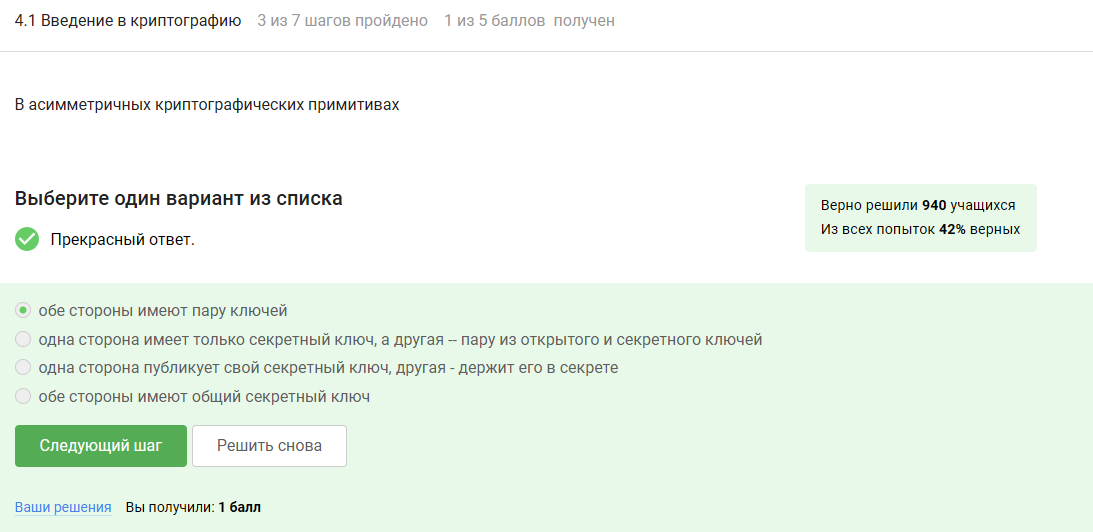 4.1 Введение в криптографию 3 из 7 шагов пройдено 1 из 5 баллов получен
В асимметричных криптографических примитивах
Выберите один вариант из списка
Верно решили 940 учащихся
Из всех попыток 42% верных
Прекрасный ответ.
обе стороны имеют пару ключей
одна сторона имеет только секретный ключ, а другая -- пару из открытого и секретного ключей
одна сторона публикует свой секретный ключ, другая - держит его в секрете
обе стороны имеют общий секретный ключ
Следующий шаг Решить снова
Ваши решения Вы получили: 1 балл